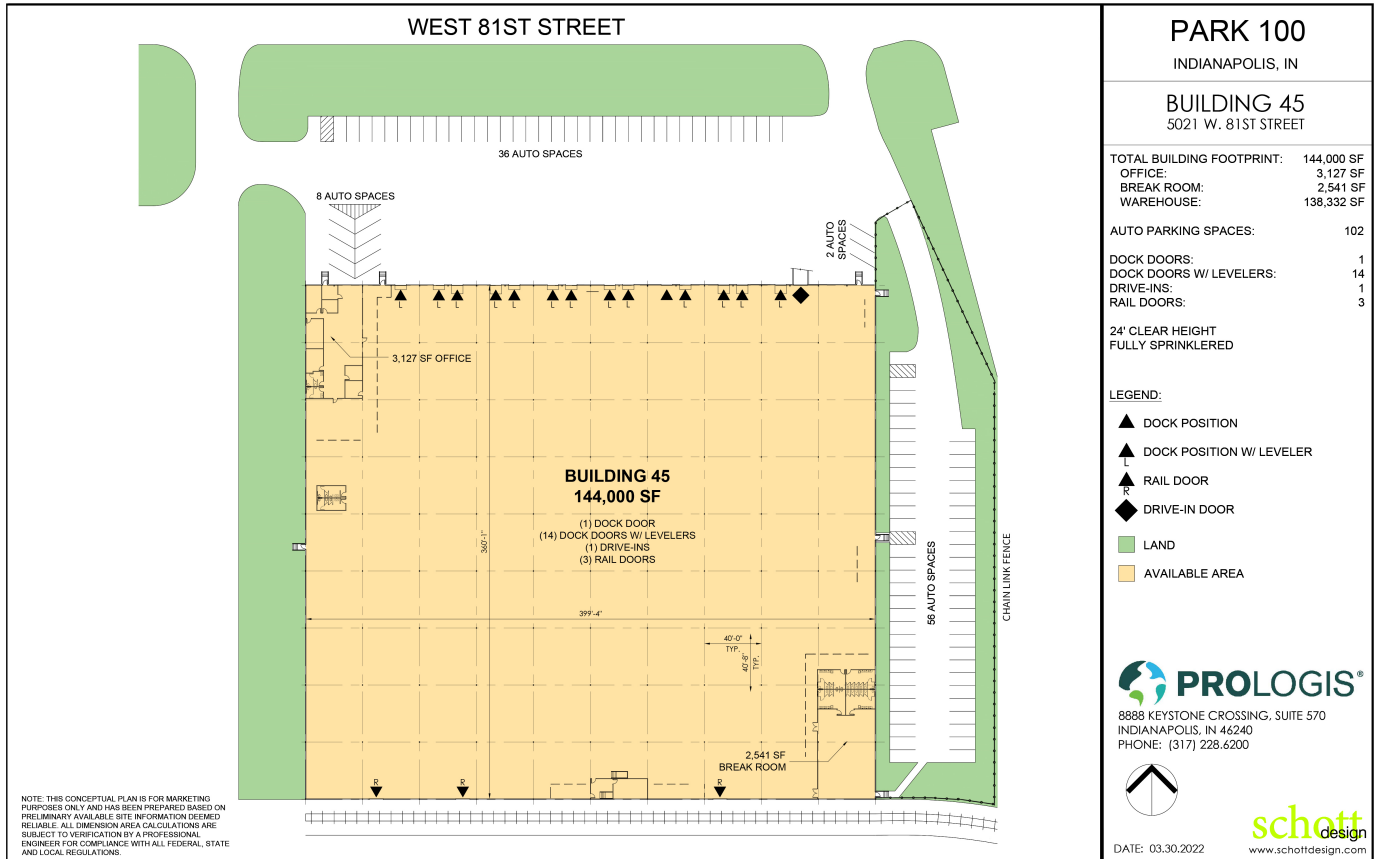 WEST 81ST STREET
36 AUTO SPACES
8 AUTO SPACES
2 AUTO
SPACES
L
L
L
L
L
L
L
L
L
L
L
L
L
L
3,127 SF OFFICE
BUILDING 45
144,000 SF
(1) DOCK DOOR
(14) DOCK DOORS W/ LEVELERS
(1) DRIVE-INS
(3) RAIL DOORS
360'-1"
399'-4"
40'-0"
TYP.
40'-8"
TYP.
56 AUTO SPACES
CHAIN LINK FENCE
2,541 SF
BREAK ROOM
R
R
R
NOTE: THIS CONCEPTUAL PLAN IS FOR MARKETING
PURPOSES ONLY AND HAS BEEN PREPARED BASED ON
PRELIMINARY AVAILABLE SITE INFORMATION DEEMED
RELIABLE. ALL DIMENSION AREA CALCULATIONS ARE
SUBJECT TO VERIFICATION BY A PROFESSIONAL
ENGINEER FOR COMPLIANCE WITH ALL FEDERAL, STATE
AND LOCAL REGULATIONS.
PARK 100
INDIANAPOLIS, IN
BUILDING 45
5021 W. 81ST STREET
TOTAL BUILDING FOOTPRINT: 144,000 SF
OFFICE: 3,127 SF
BREAK ROOM: 2,541 SF
WAREHOUSE: 138,332 SF
AUTO PARKING SPACES: 102
DOCK DOORS: 1
DOCK DOORS W/ LEVELERS: 14
DRIVE-INS: 1
RAIL DOORS: 3
24' CLEAR HEIGHT
FULLY SPRINKLERED
LEGEND:
DOCK POSITION
L DOCK POSITION W/ LEVELER
R RAIL DOOR
DRIVE-IN DOOR
LAND
AVAILABLE AREA
PROLOGIS®
8888 KEYSTONE CROSSING, SUITE 570
INDIANAPOLIS, IN 46240
PHONE: (317) 228.6200
schott
design
DATE: 03.30.2022
www.schottdesign.com